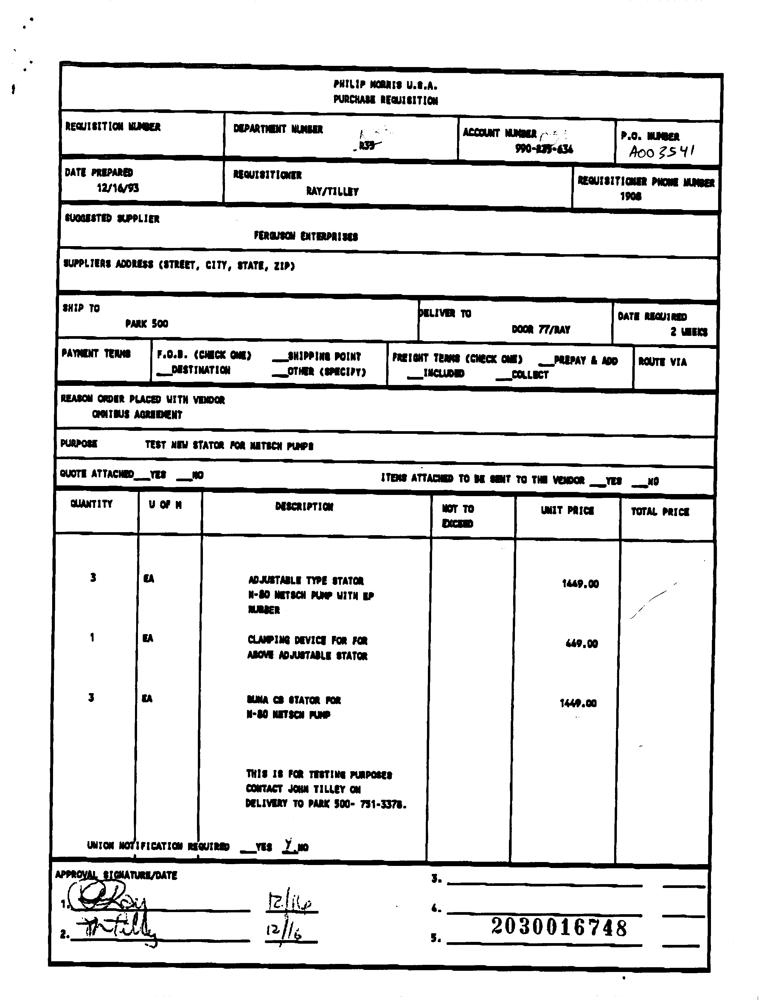 PHILIP MORRIS U.S.A.
PURCHASE REQUISITION
REQUISITION NUMBER
DEPARTMENT NUMBER
ACCOUNT NUMBER
990-835-634
P.O. NUMBER
A003541
DATE PREPARED
12/16/93
REQUISITIONER
RAY/TILLEY
REQUISITIONER PHONE NUMBER
1908
SUGGESTED SUPPLIER
FERGUSON ENTERPRISES
SUPPLIERS ADDRESS (STREET, CITY, STATE, ZIP)
SHIP TO
PARK 500
DELIVER TO
DOOR 77/RAY
DATE REQUIRED
2 WEEKS
PAYMENT TERMS
F.O.B. (CHECK ONE) __SHIPPING POINT
__DESTINATION __OTHER (SPECIFY)
FREIGHT TERMS (CHECK ONE) __PREPAY & ADD
__INCLUDED __COLLECT
ROUTE VIA
REASON ORDER PLACED WITH VENDOR
OMNIBUS AGREEMENT
PURPOSE TEST NEW STATOR FOR NETSCH PUMPS
QUOTE ATTACHED __YES __NO ITEMS ATTACHED TO BE SENT TO THE VENDOR __YES __NO
QUANTITY U OF M DESCRIPTION NOT TO EXCEED UNIT PRICE TOTAL PRICE
3 EA ADJUSTABLE TYPE STATOR 1449.00
N-80 NETSCH PUMP WITH EP
RUBBER
1 EA CLAMPING DEVICE FOR FOR 449.00
ABOVE ADJUSTABLE STATOR
3 EA BUNA CB STATOR FOR 1449.00
N-80 NETSCH PUMP
THIS IS FOR TESTING PURPOSES
CONTACT JOHN TILLEY ON
DELIVERY TO PARK 500- 751-3378.
UNION NOTIFICATION REQUIRED __YES Y NO
APPROVAL SIGNATURE/DATE
1. Ray 12/16
2. Tilley 12/16
3.
4.
5.
2030016748